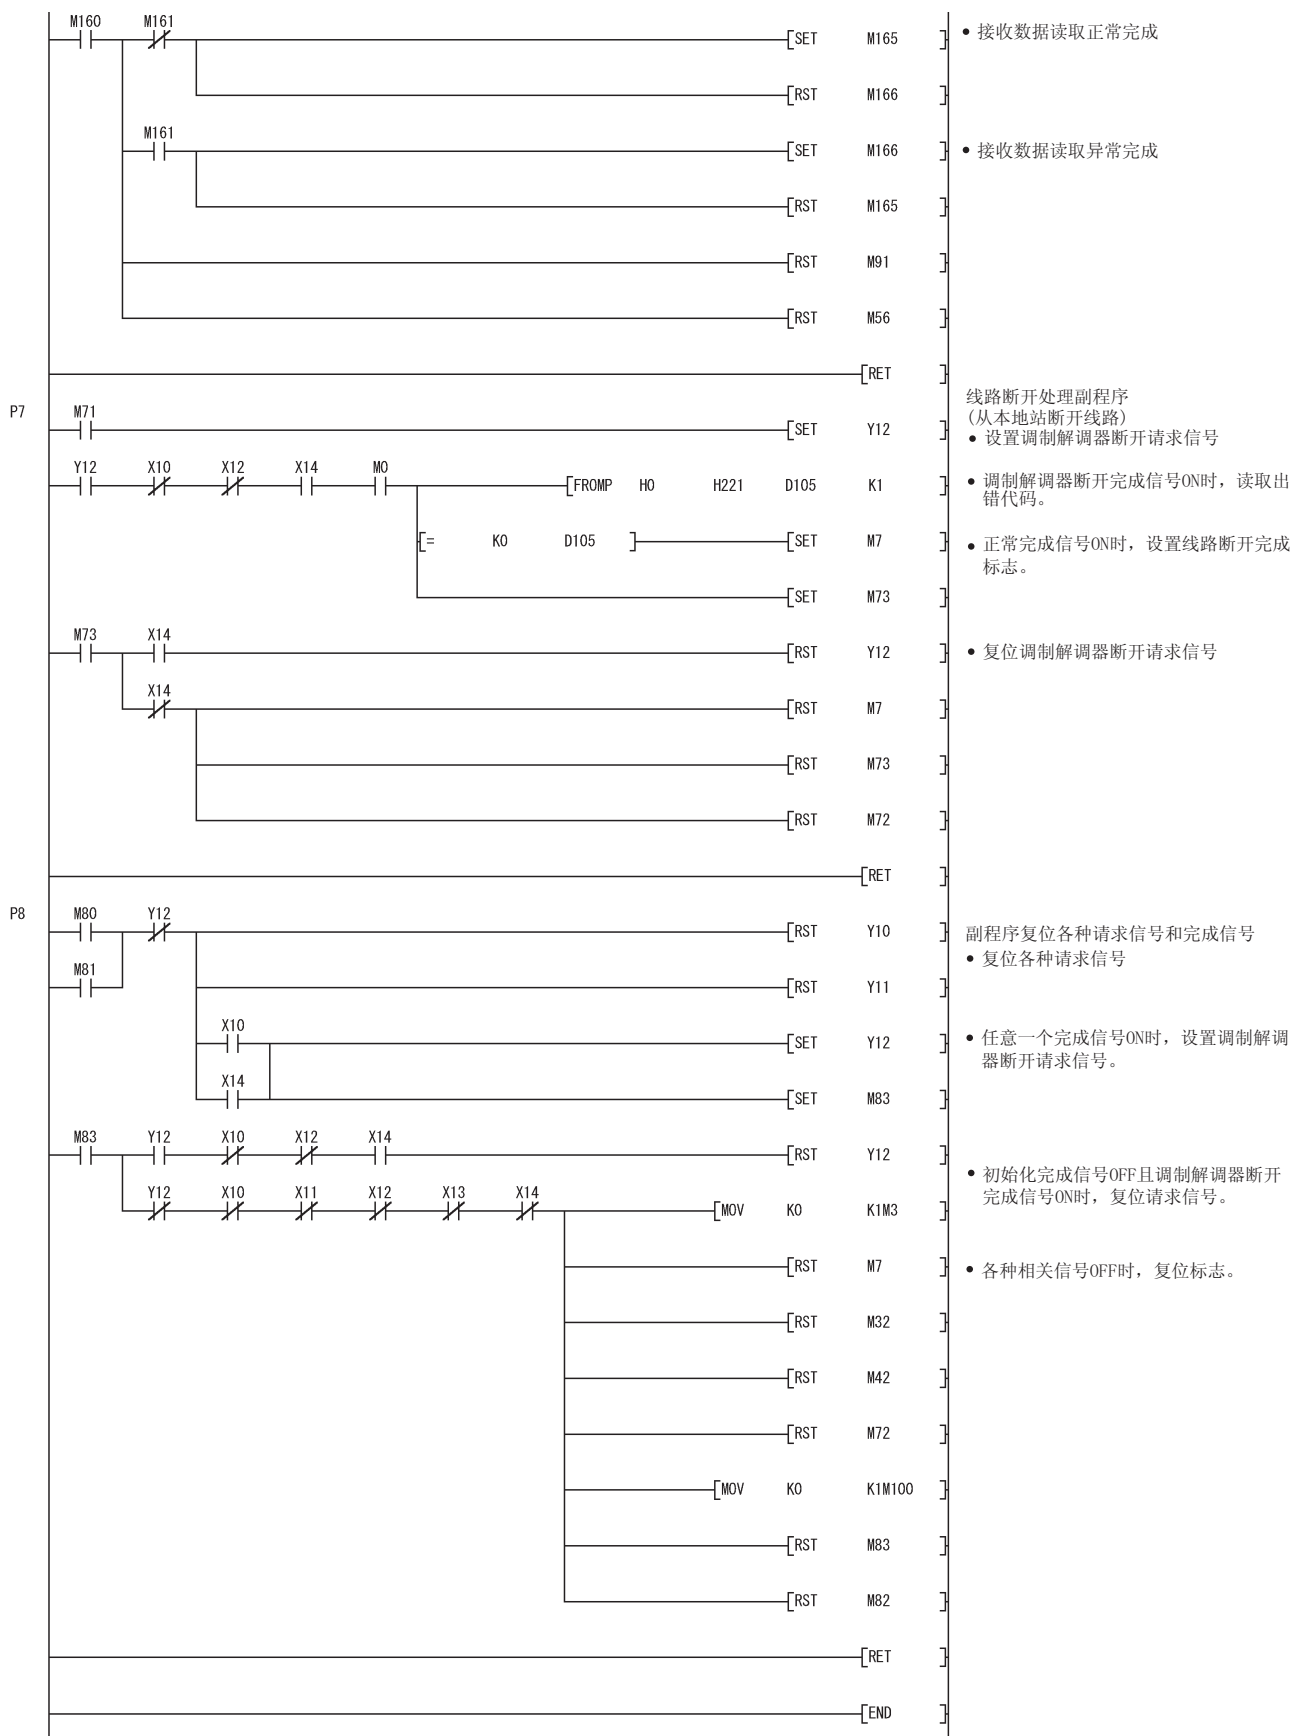 M160 M161
[SET M165 ] ● 接收数据读取正常完成
[RST M166 ]
M161
[SET M166 ] ● 接收数据读取异常完成
[RST M165 ]
[RST M91 ]
[RST M56 ]
[RET ]
线路断开处理副程序
(从本地站断开线路)
P7 M71
[SET Y12 ] ● 设置调制解调器断开请求信号
Y12 X10 X12 X14 M0
[FROMP H0 H221 D105 K1 ] ● 调制解调器断开完成信号ON时，读取出
错代码。
[= K0 D105 ] [SET M7 ] ● 正常完成信号ON时，设置线路断开完成
标志。
[SET M73 ]
M73 X14
[RST Y12 ] ● 复位调制解调器断开请求信号
X14
[RST M7 ]
[RST M73 ]
[RST M72 ]
[RET ]
P8 M80 Y12
[RST Y10 ] 副程序复位各种请求信号和完成信号
● 复位各种请求信号
M81
[RST Y11 ]
X10
[SET Y12 ] ● 任意一个完成信号ON时，设置调制解调
器断开请求信号。
X14
[SET M83 ]
M83 Y12 X10 X12 X14
[RST Y12 ]
● 初始化完成信号OFF且调制解调器断开
完成信号ON时，复位请求信号。
Y12 X10 X11 X12 X13 X14
[MOV K0 K1M3 ]
[RST M7 ] ● 各种相关信号OFF时，复位标志。
[RST M32 ]
[RST M42 ]
[RST M72 ]
[MOV K0 K1M100 ]
[RST M83 ]
[RST M82 ]
[RET ]
[END ]